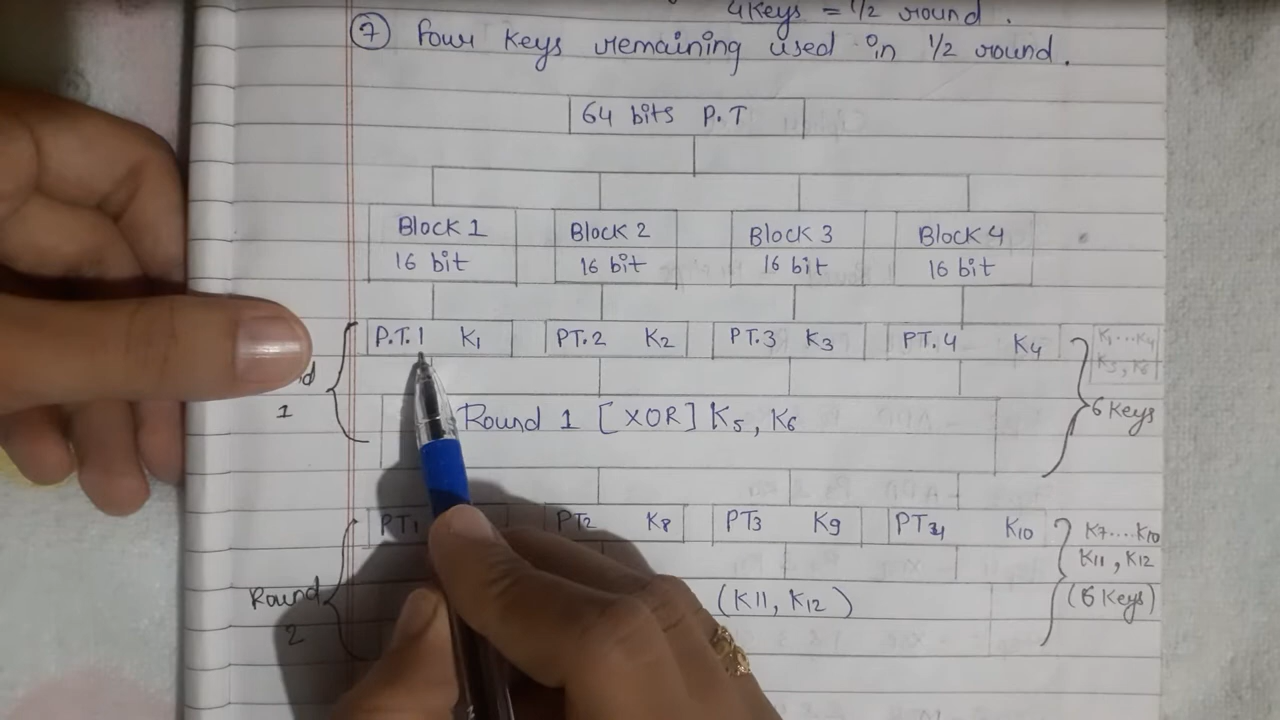 4 Keys = 1/2 round .
7 Four Keys remaining used in 1/2 round .
64 bits P.T
Block 1 Block 2 Block 3 Block 4
16 bit 16 bit 16 bit 16 bit
P.T.1 K1 PT.2 K2 PT.3 K3 PT.4 K4 K1...K4
K5, K6
1 Round 1 [XOR] K5, K6 6 Keys
PT1 PT2 K8 PT3 K9 PT4 K10 K7....K10
K11, K12
Round (K11, K12) (6 Keys)
2